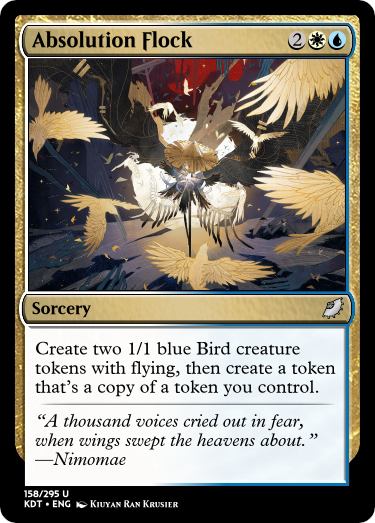 Absolution Flock 2
Sorcery
Create two 1/1 blue Bird creature
tokens with flying, then create a token
that's a copy of a token you control.
"A thousand voices cried out in fear,
when wings swept the heavens about."
—Nimomae
158/295 U
KDT • ENG Kiuyan Ran Krusier